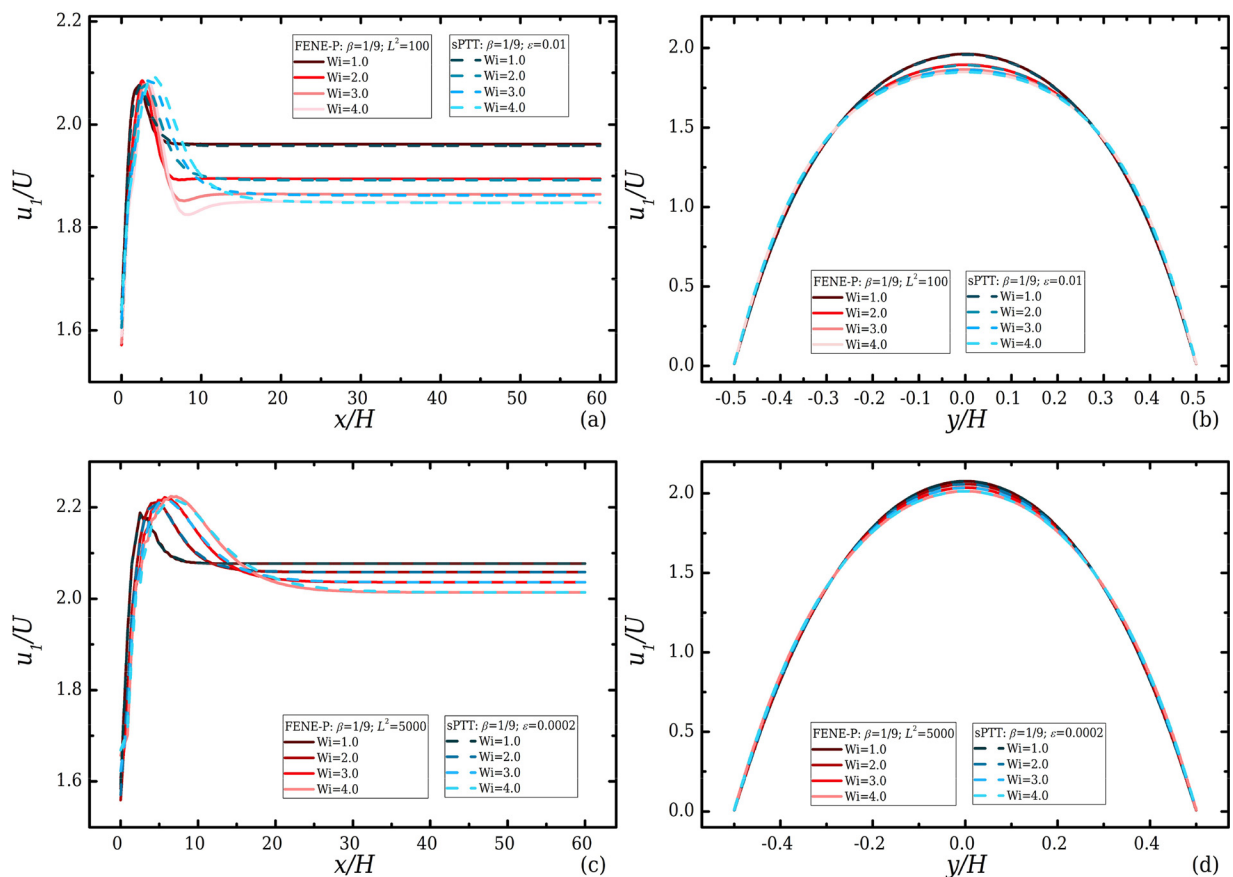 FENE-P: β=1/9; L²=100
Wi=1.0
Wi=2.0
Wi=3.0
Wi=4.0
sPTT: β=1/9; ε=0.01
Wi=1.0
Wi=2.0
Wi=3.0
Wi=4.0
2.2
2.0
1.8
1.6
u₁/U
0 10 20 30 40 50 60
x/H
(a)
2.0
1.5
1.0
0.5
0.0
u₁/U
FENE-P: β=1/9; L²=100
Wi=1.0
Wi=2.0
Wi=3.0
Wi=4.0
sPTT: β=1/9; ε=0.01
Wi=1.0
Wi=2.0
Wi=3.0
Wi=4.0
-0.5 -0.4 -0.3 -0.2 -0.1 0.0 0.1 0.2 0.3 0.4 0.5
y/H
(b)
2.2
2.0
1.8
1.6
u₁/U
FENE-P: β=1/9; L²=5000
Wi=1.0
Wi=2.0
Wi=3.0
Wi=4.0
sPTT: β=1/9; ε=0.0002
Wi=1.0
Wi=2.0
Wi=3.0
Wi=4.0
0 10 20 30 40 50 60
x/H
(c)
2.0
1.5
1.0
0.5
0.0
u₁/U
FENE-P: β=1/9; L²=5000
Wi=1.0
Wi=2.0
Wi=3.0
Wi=4.0
sPTT: β=1/9; ε=0.0002
Wi=1.0
Wi=2.0
Wi=3.0
Wi=4.0
-0.4 -0.2 0.0 0.2 0.4
y/H
(d)